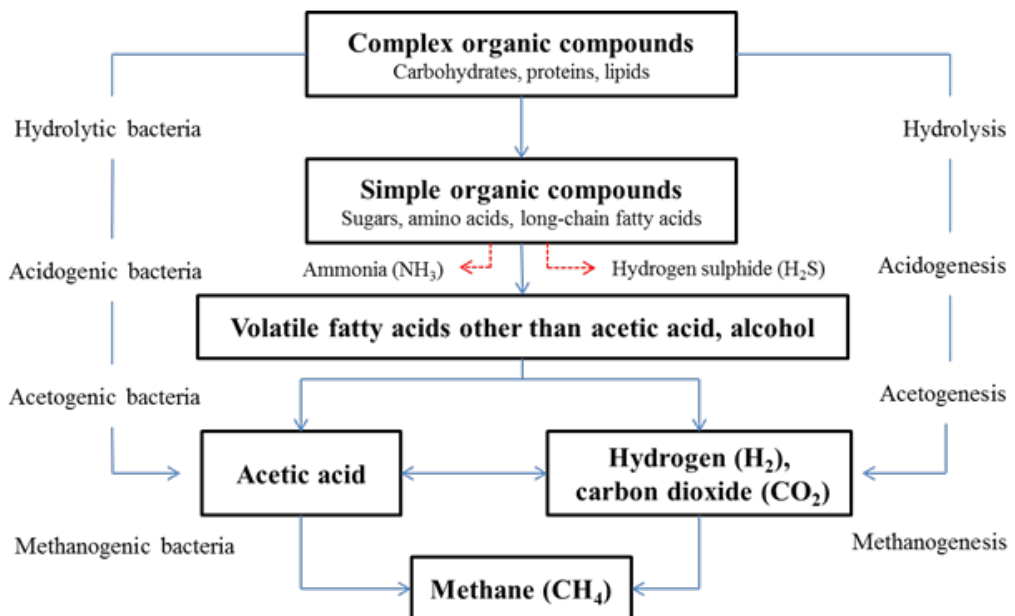 Complex organic compounds
Carbohydrates, proteins, lipids
Hydrolytic bacteria
Hydrolysis
Simple organic compounds
Sugars, amino acids, long-chain fatty acids
Acidogenic bacteria
Ammonia (NH₃)
Hydrogen sulphide (H₂S)
Acidogenesis
Volatile fatty acids other than acetic acid, alcohol
Acetogenic bacteria
Acetogenesis
Acetic acid
Hydrogen (H₂),
carbon dioxide (CO₂)
Methanogenic bacteria
Methanogenesis
Methane (CH₄)